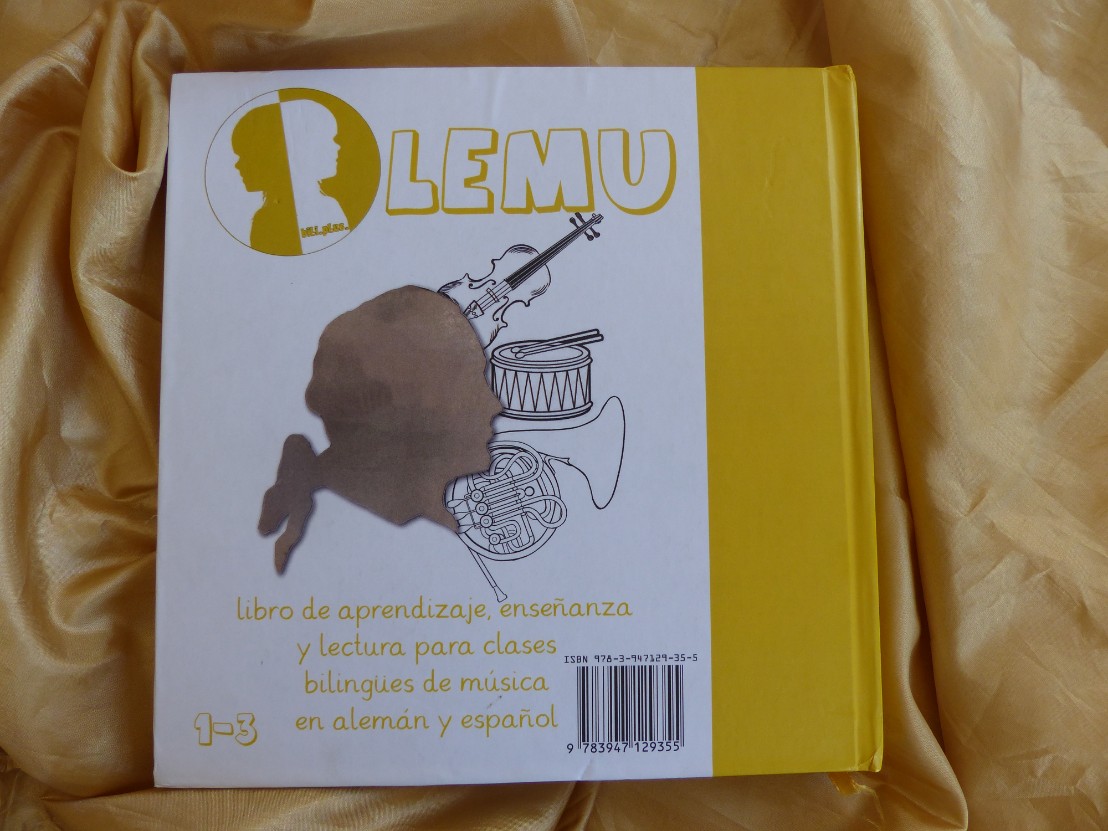 LEMU
libro de aprendizaje, enseñanza
y lectura para clases
bilingües de música
en alemán y español
1-3
ISBN 978-3-947129-35-5
9 783947 129355